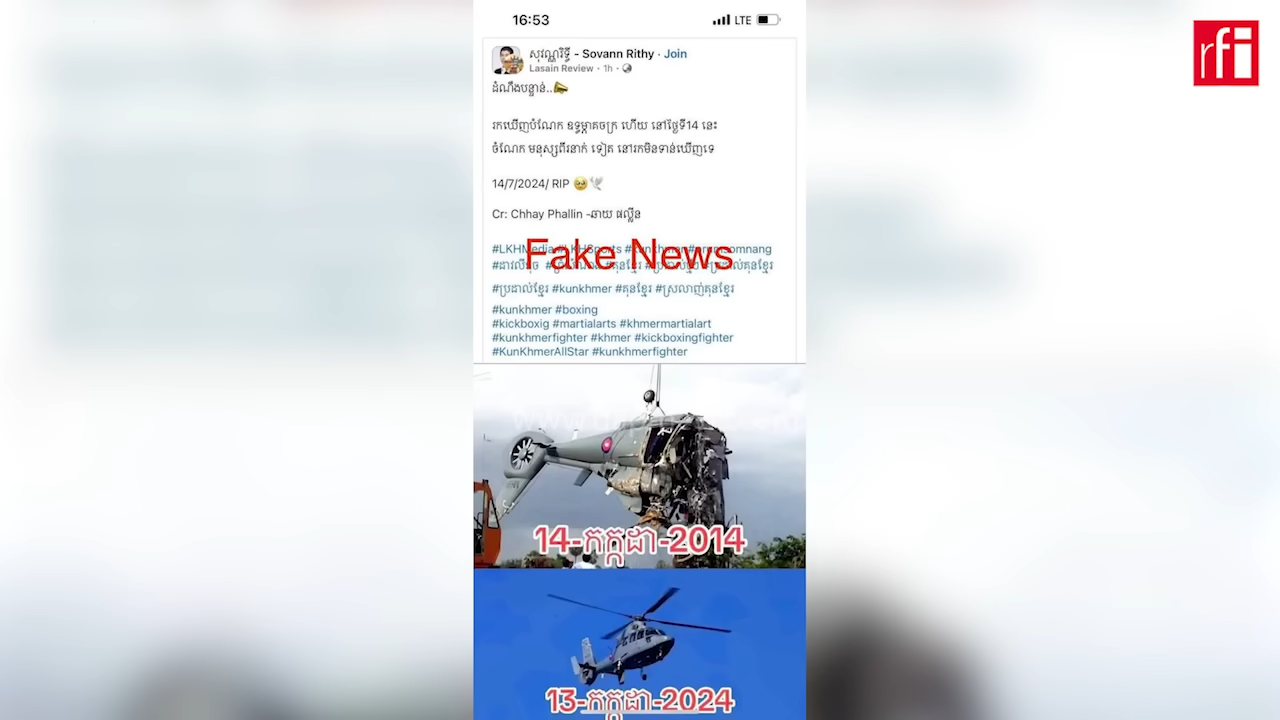 16:53
LTE
rfi
សុវណ្ណរិទ្ធី - Sovann Rithy · Join
Lasain Review · 1h ·
ដំណឹងបន្ទាន់..
រកឃើញបំណែក ឧទ្ធម្ភាគចក្រ ហើយ នៅថ្ងៃទី14 នេះ
ចំណែក មនុស្សពីរនាក់ ទៀត នៅរកមិនទាន់ឃើញទេ
14/7/2024/ RIP 🥹🕊
Cr: Chhay Phallin -ឆាយ ផល្លីន
Fake News
#ប្រដាល់ខ្មែរ #kunkhmer #គុនខ្មែរ #ស្រលាញ់គុនខ្មែរ
#kunkhmer #boxing
#kickboxig #martialarts #khmermartialart
#kunkhmerfighter #khmer #kickboxingfighter
#KunKhmerAllStar #kunkhmerfighter
14-កក្កដា-2014
13-កក្កដា-2024